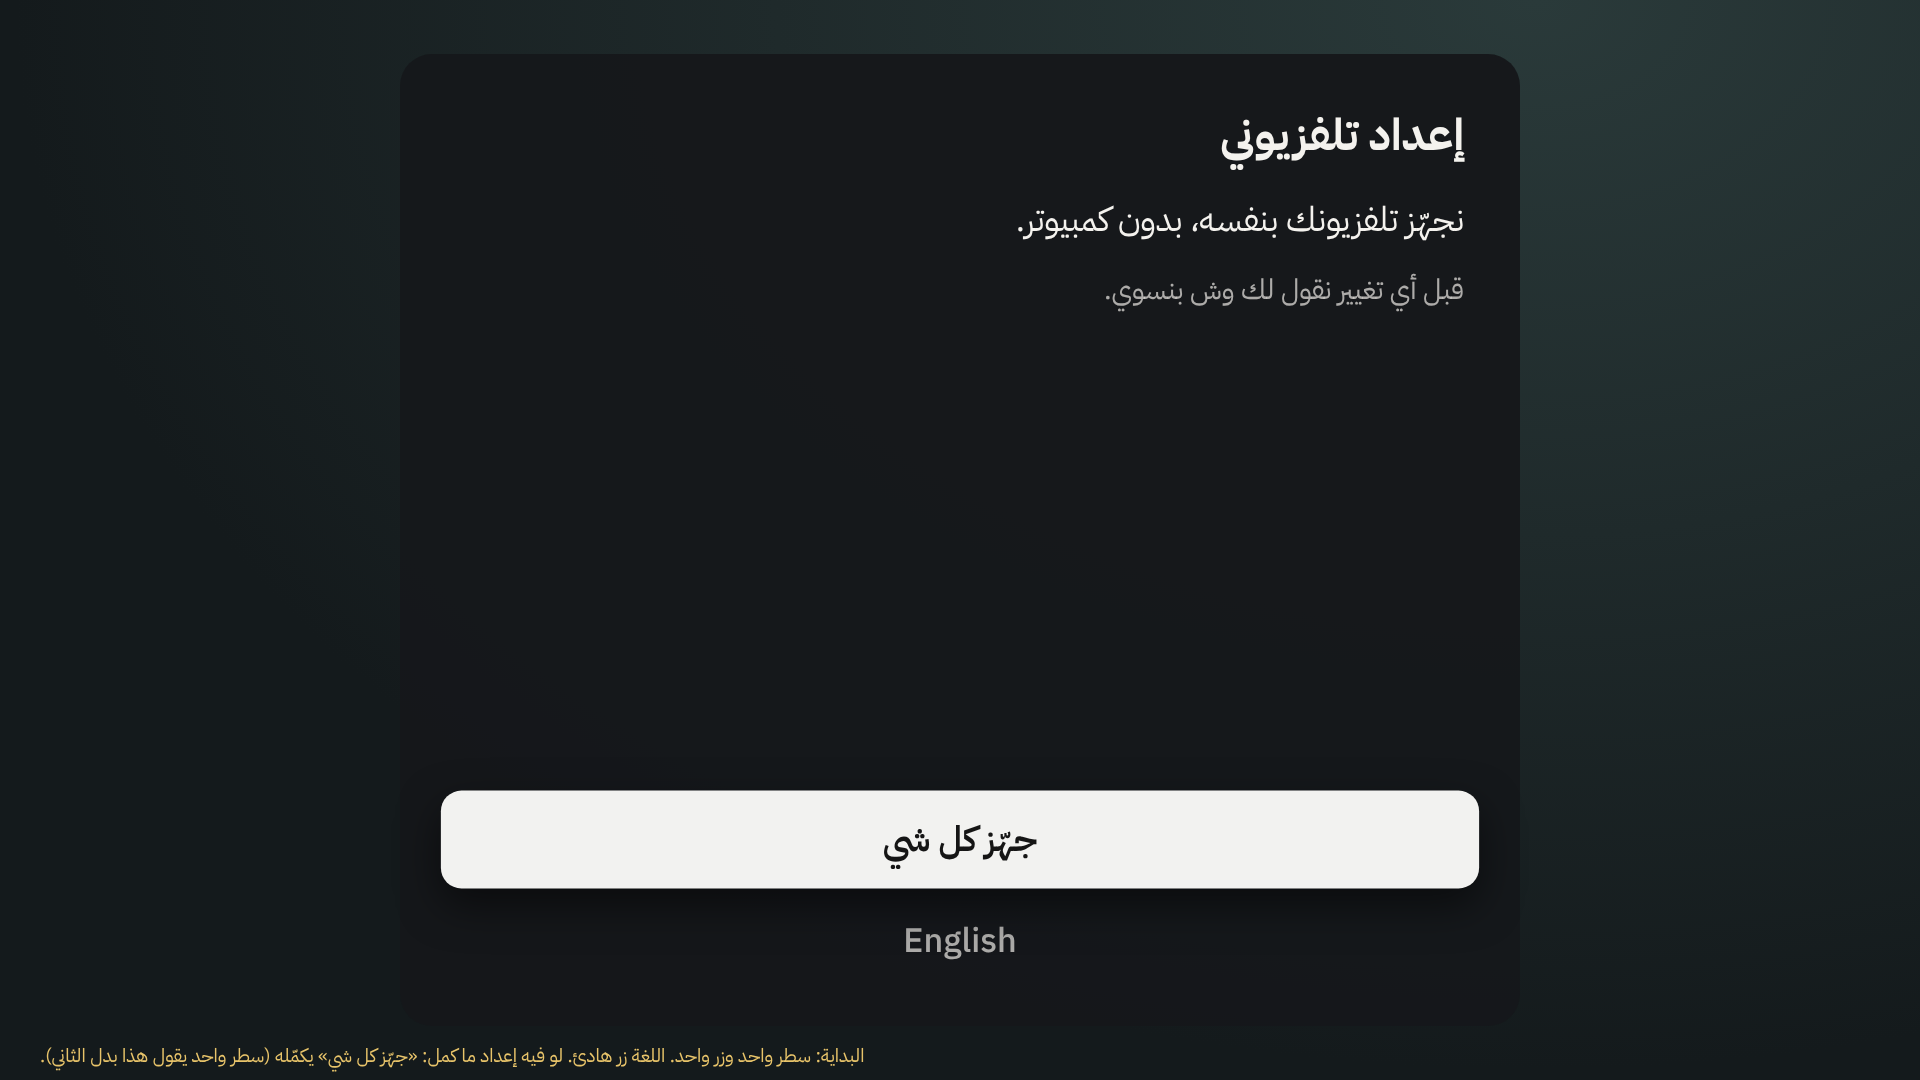 إعداد تلفزيوني
نجهّز تلفزيونك بنفسه، بدون كمبيوتر.
قبل أي تغيير نقول لك وش بنسوي.
جهّز كل شي
English
البداية: سطر واحد وزر واحد. اللغة زر هادئ. لو فيه إعداد ما كمل: «جهّز كل شي» يكمّله (سطر واحد يقول هذا بدل الثاني).